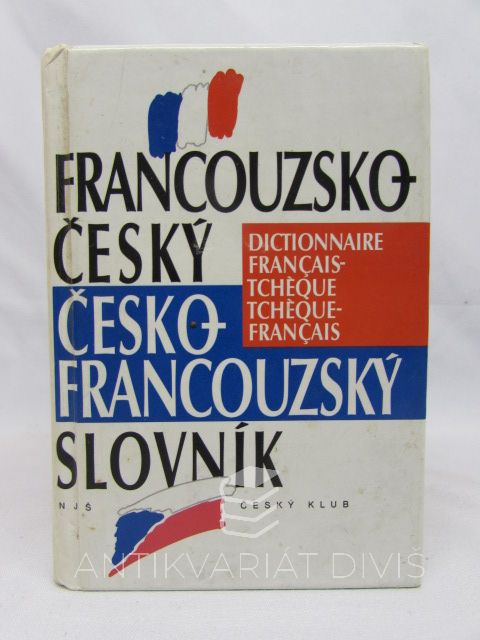 FRANCOUZSKO-
ČESKÝ
DICTIONNAIRE
FRANÇAIS-
TCHÈQUE
TCHÈQUE-
FRANÇAIS
ČESKO-
FRANCOUZSKÝ
SLOVNÍK
NJŠ ČESKÝ KLUB
ANTIKVARIÁT DIVIŠ